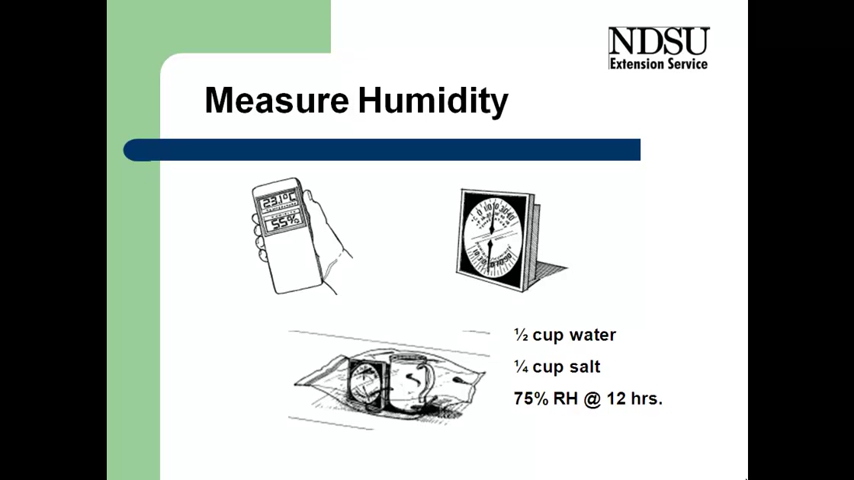 NDSU
Extension Service
Measure Humidity
23.1°C
55%
½ cup water
¼ cup salt
75% RH @ 12 hrs.